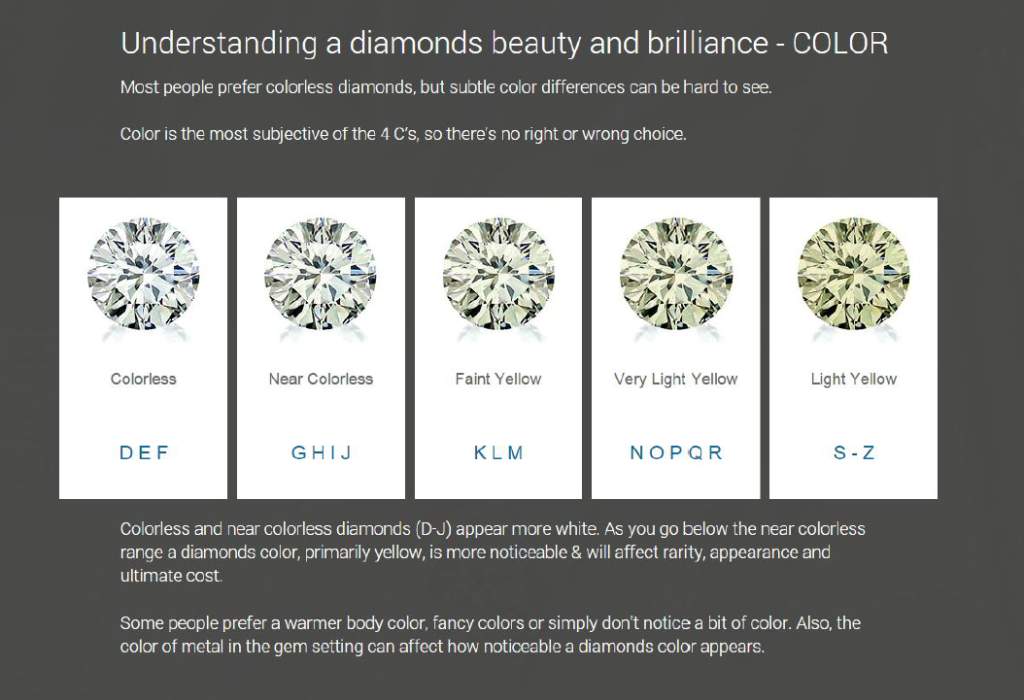 Understanding a diamonds beauty and brilliance - COLOR
Most people prefer colorless diamonds, but subtle color differences can be hard to see.
Color is the most subjective of the 4 C's, so there's no right or wrong choice.
Colorless
Near Colorless
Faint Yellow
Very Light Yellow
Light Yellow
D E F
G H I J
K L M
N O P Q R
S - Z
Colorless and near colorless diamonds (D-J) appear more white. As you go below the near colorless
range a diamonds color, primarily yellow, is more noticeable & will affect rarity, appearance and
ultimate cost.
Some people prefer a warmer body color, fancy colors or simply don't notice a bit of color. Also, the
color of metal in the gem setting can affect how noticeable a diamonds color appears.